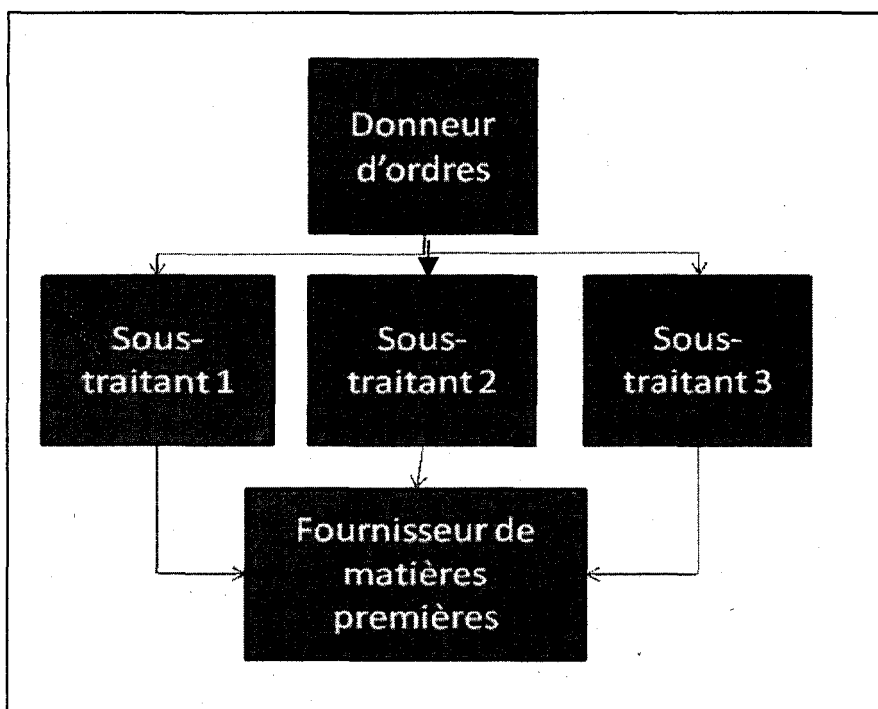 Donneur
d'ordres
Sous-
traitant 1
Sous-
traitant 2
Sous-
traitant 3
Fournisseur de
matières
premières